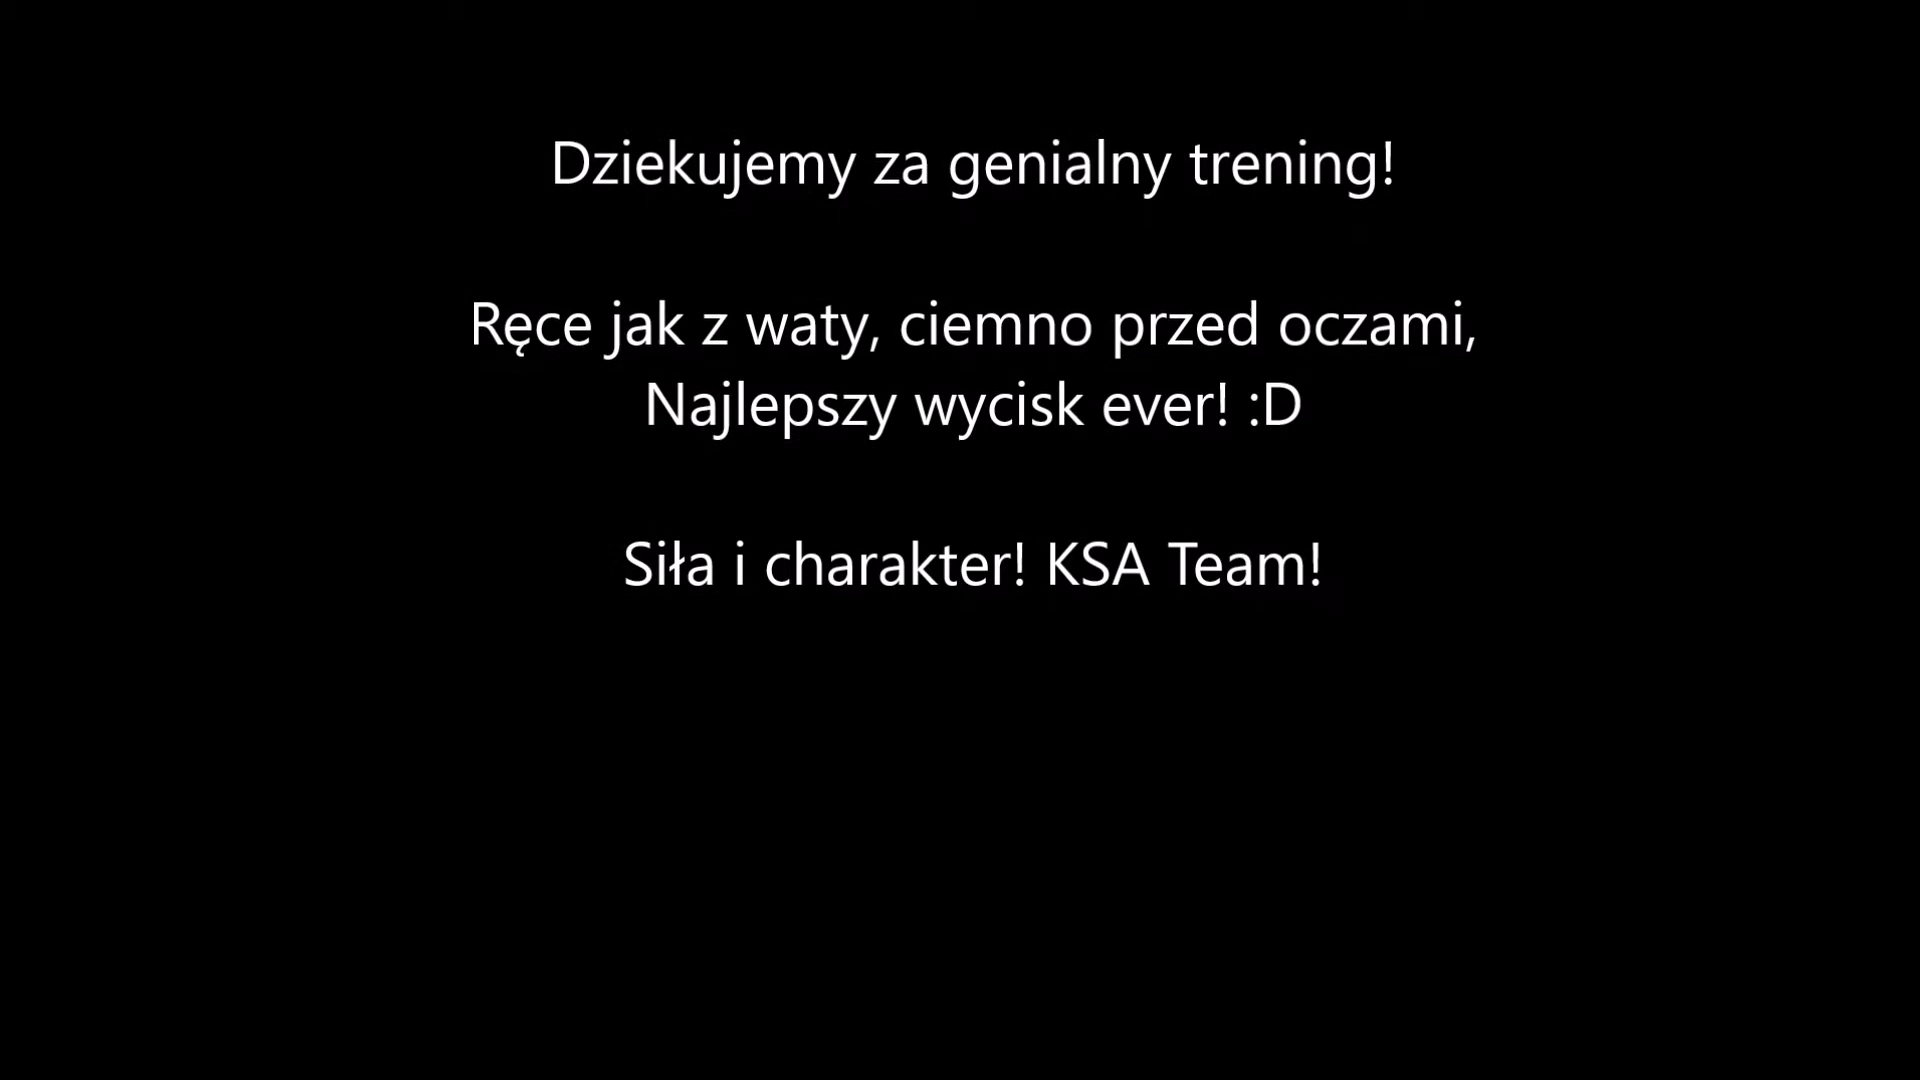 Dziekujemy za genialny trening!
Ręce jak z waty, ciemno przed oczami,
Najlepszy wycisk ever! :D
Siła i charakter! KSA Team!